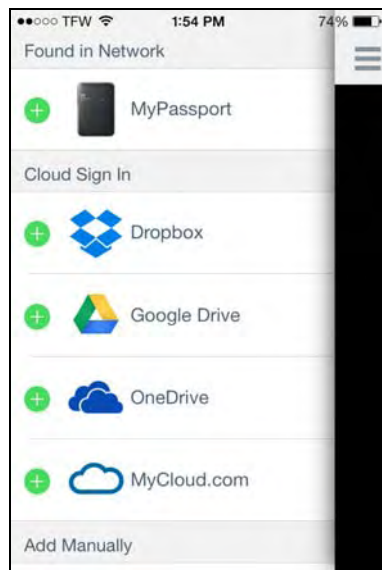 TFW 1:54 PM 74%
Found in Network
MyPassport
Cloud Sign In
Dropbox
Google Drive
OneDrive
MyCloud.com
Add Manually